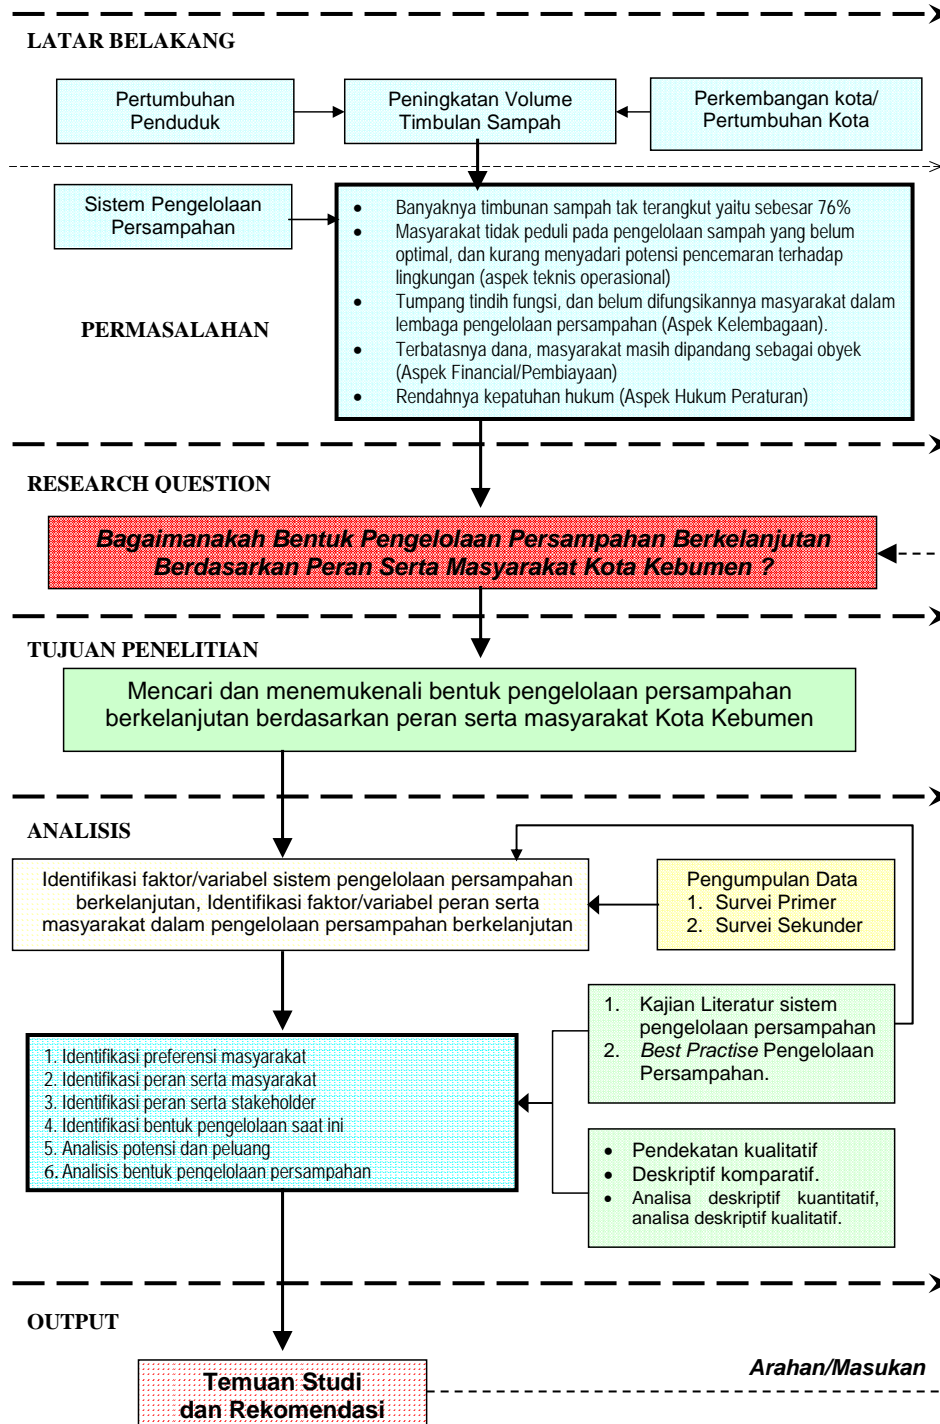 LATAR BELAKANG
Pertumbuhan
Penduduk
Peningkatan Volume
Timbulan Sampah
Perkembangan kota/
Pertumbuhan Kota
Sistem Pengelolaan
Persampahan
• Banyaknya timbunan sampah tak terangkut yaitu sebesar 76%
• Masyarakat tidak peduli pada pengelolaan sampah yang belum
optimal, dan kurang menyadari potensi pencemaran terhadap
lingkungan (aspek teknis operasional)
• Tumpang tindih fungsi, dan belum difungsikannya masyarakat dalam
lembaga pengelolaan persampahan (Aspek Kelembagaan).
• Terbatasnya dana, masyarakat masih dipandang sebagai obyek
(Aspek Financial/Pembiayaan)
• Rendahnya kepatuhan hukum (Aspek Hukum Peraturan)
PERMASALAHAN
RESEARCH QUESTION
Bagaimanakah Bentuk Pengelolaan Persampahan Berkelanjutan
Berdasarkan Peran Serta Masyarakat Kota Kebumen ?
TUJUAN PENELITIAN
Mencari dan menemukenali bentuk pengelolaan persampahan
berkelanjutan berdasarkan peran serta masyarakat Kota Kebumen
ANALISIS
Identifikasi faktor/variabel sistem pengelolaan persampahan
berkelanjutan, Identifikasi faktor/variabel peran serta
masyarakat dalam pengelolaan persampahan berkelanjutan
Pengumpulan Data
1. Survei Primer
2. Survei Sekunder
1. Kajian Literatur sistem
pengelolaan persampahan
2. Best Practise Pengelolaan
Persampahan.
1. Identifikasi preferensi masyarakat
2. Identifikasi peran serta masyarakat
3. Identifikasi peran serta stakeholder
4. Identifikasi bentuk pengelolaan saat ini
5. Analisis potensi dan peluang
6. Analisis bentuk pengelolaan persampahan
• Pendekatan kualitatif
• Deskriptif komparatif.
• Analisa deskriptif kuantitatif,
analisa deskriptif kualitatif.
OUTPUT
Temuan Studi
dan Rekomendasi
Arahan/Masukan